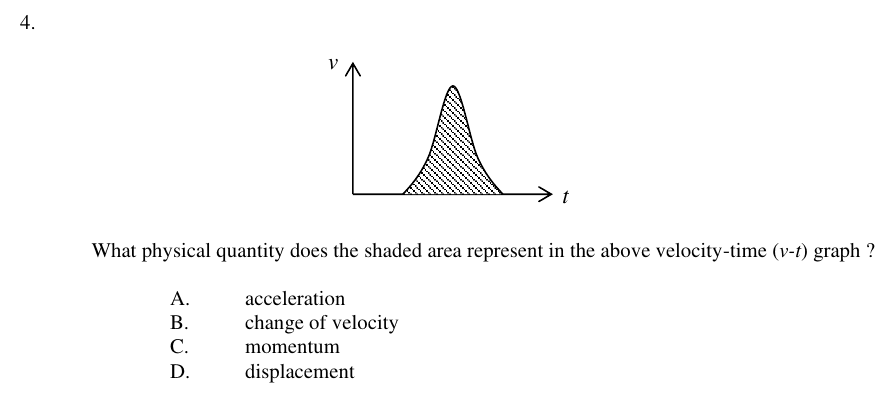 4.
v
t
What physical quantity does the shaded area represent in the above velocity-time (v-t) graph ?
A. acceleration
B. change of velocity
C. momentum
D. displacement